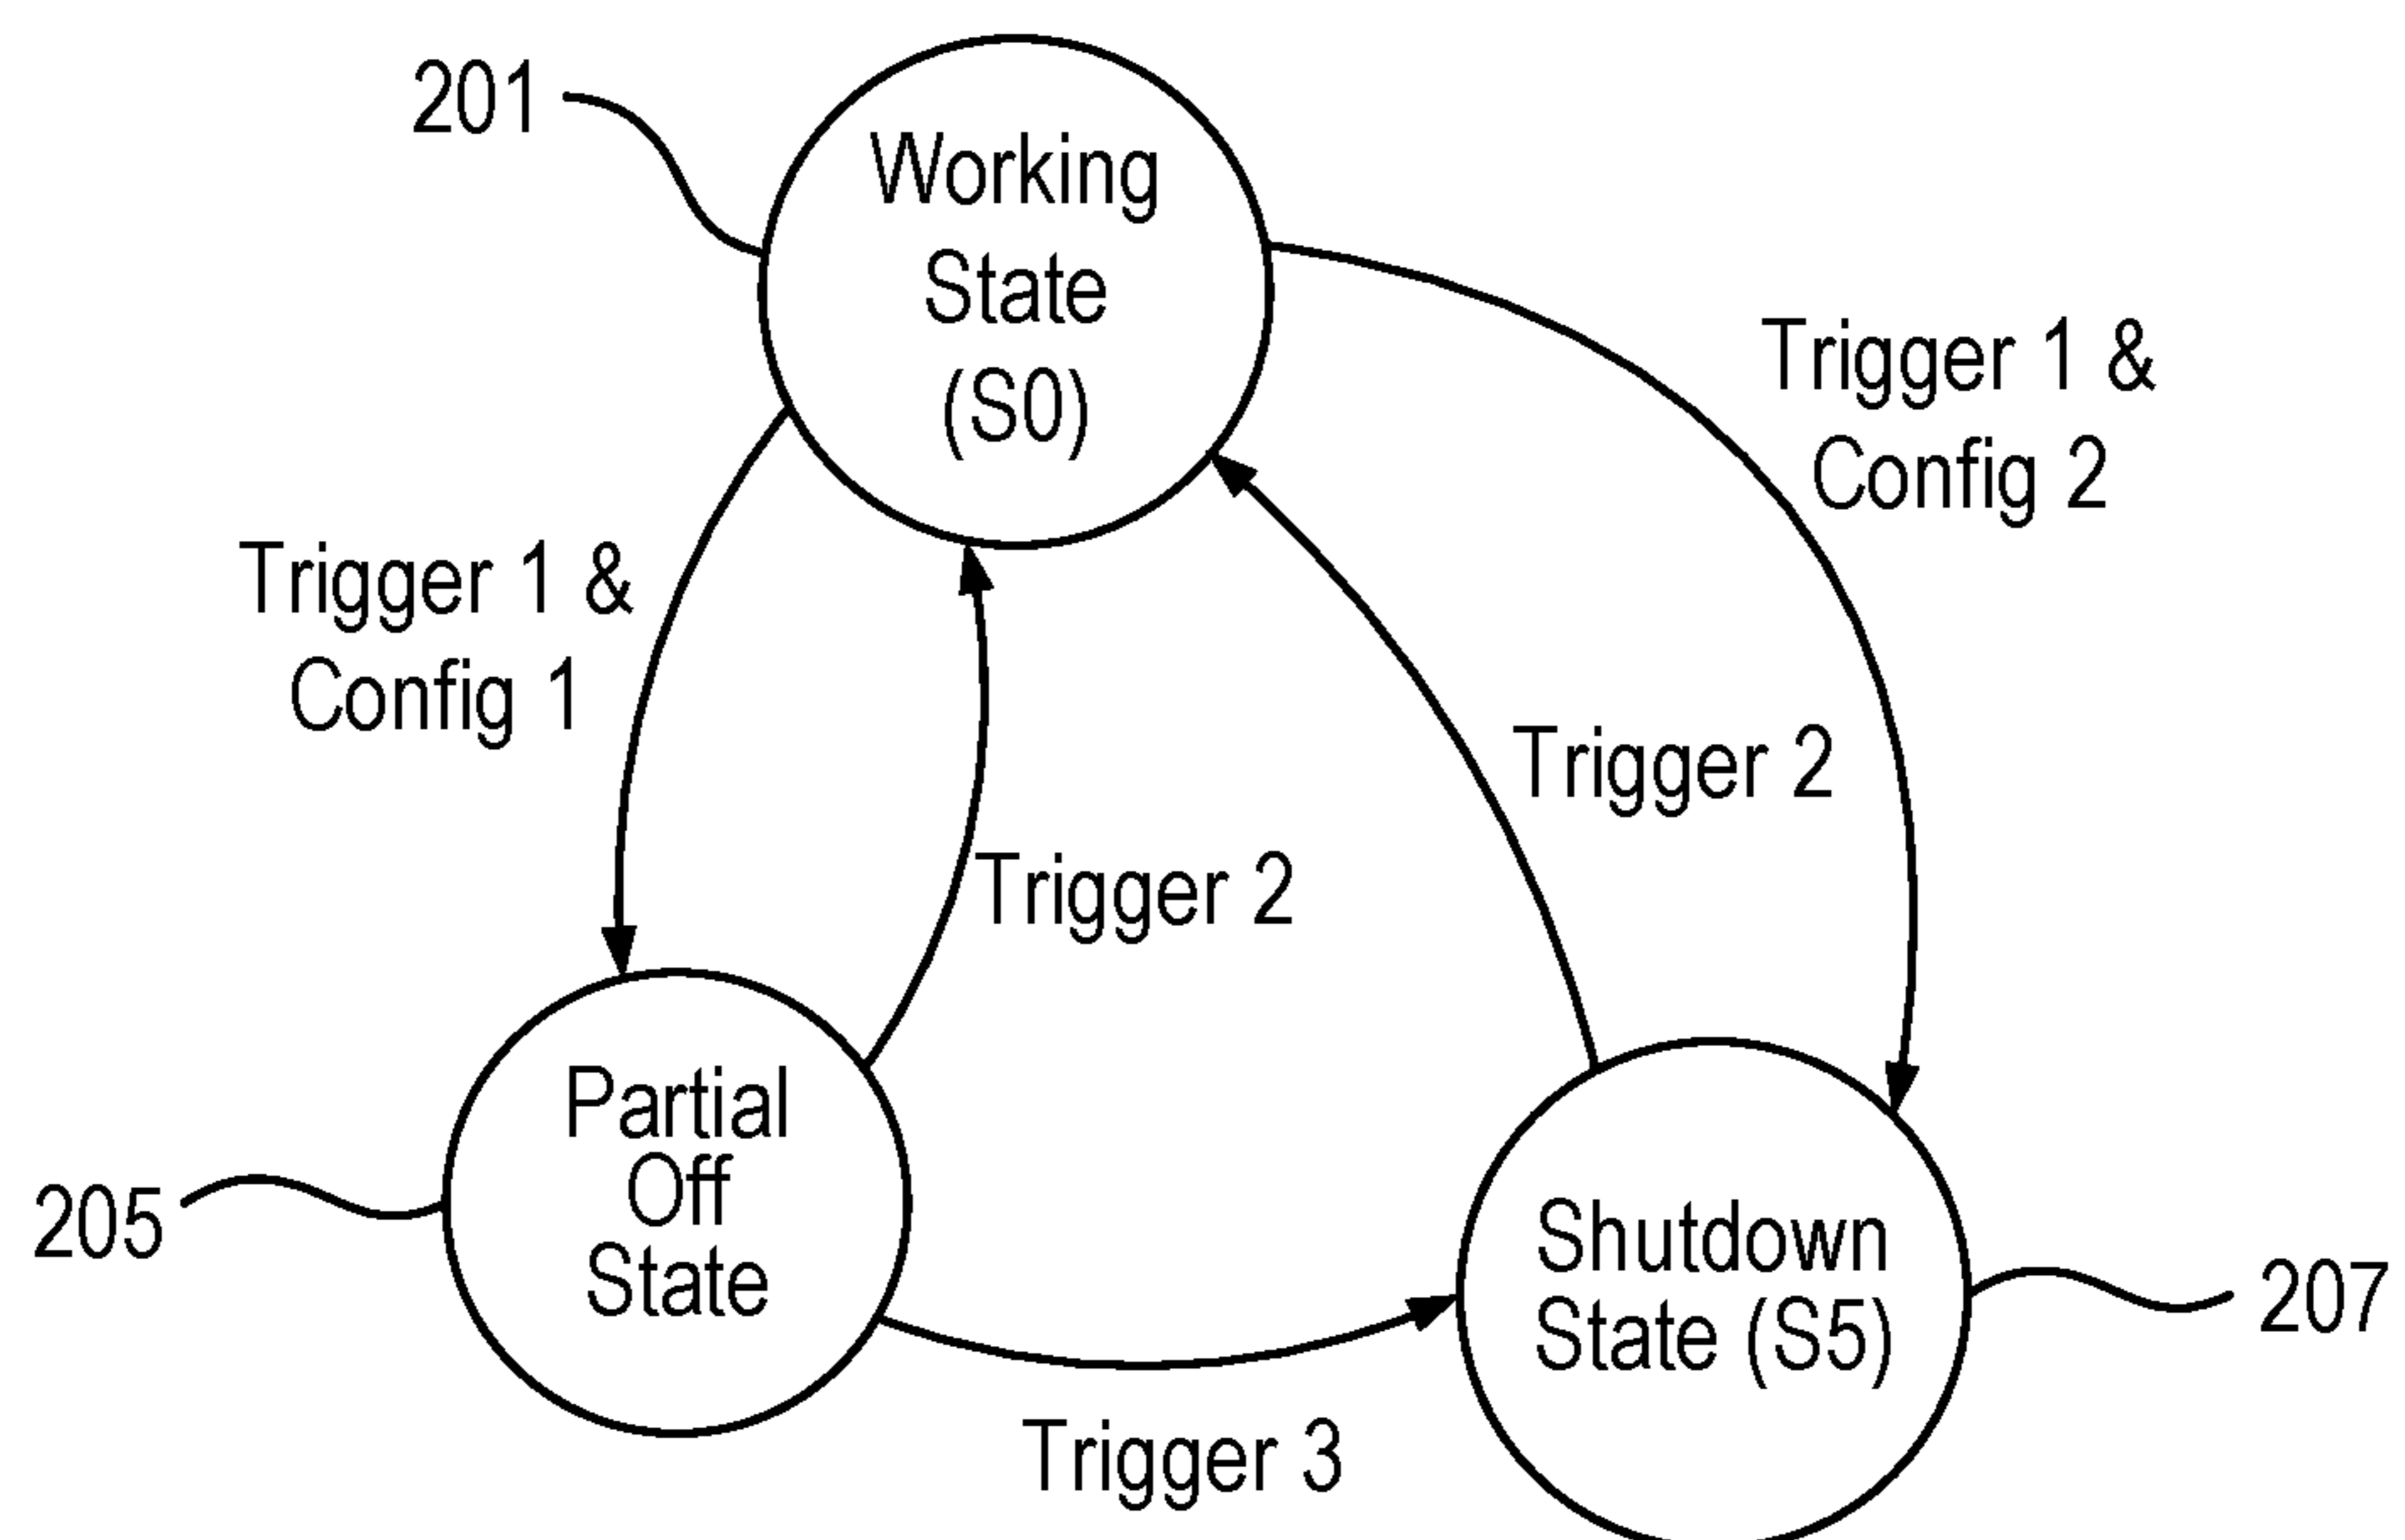 201
Working
State
(S0)
Trigger 1 &
Config 2
Trigger 1 &
Config 1
Trigger 2
Trigger 2
Partial
Off
State
205
Shutdown
State (S5)
207
Trigger 3